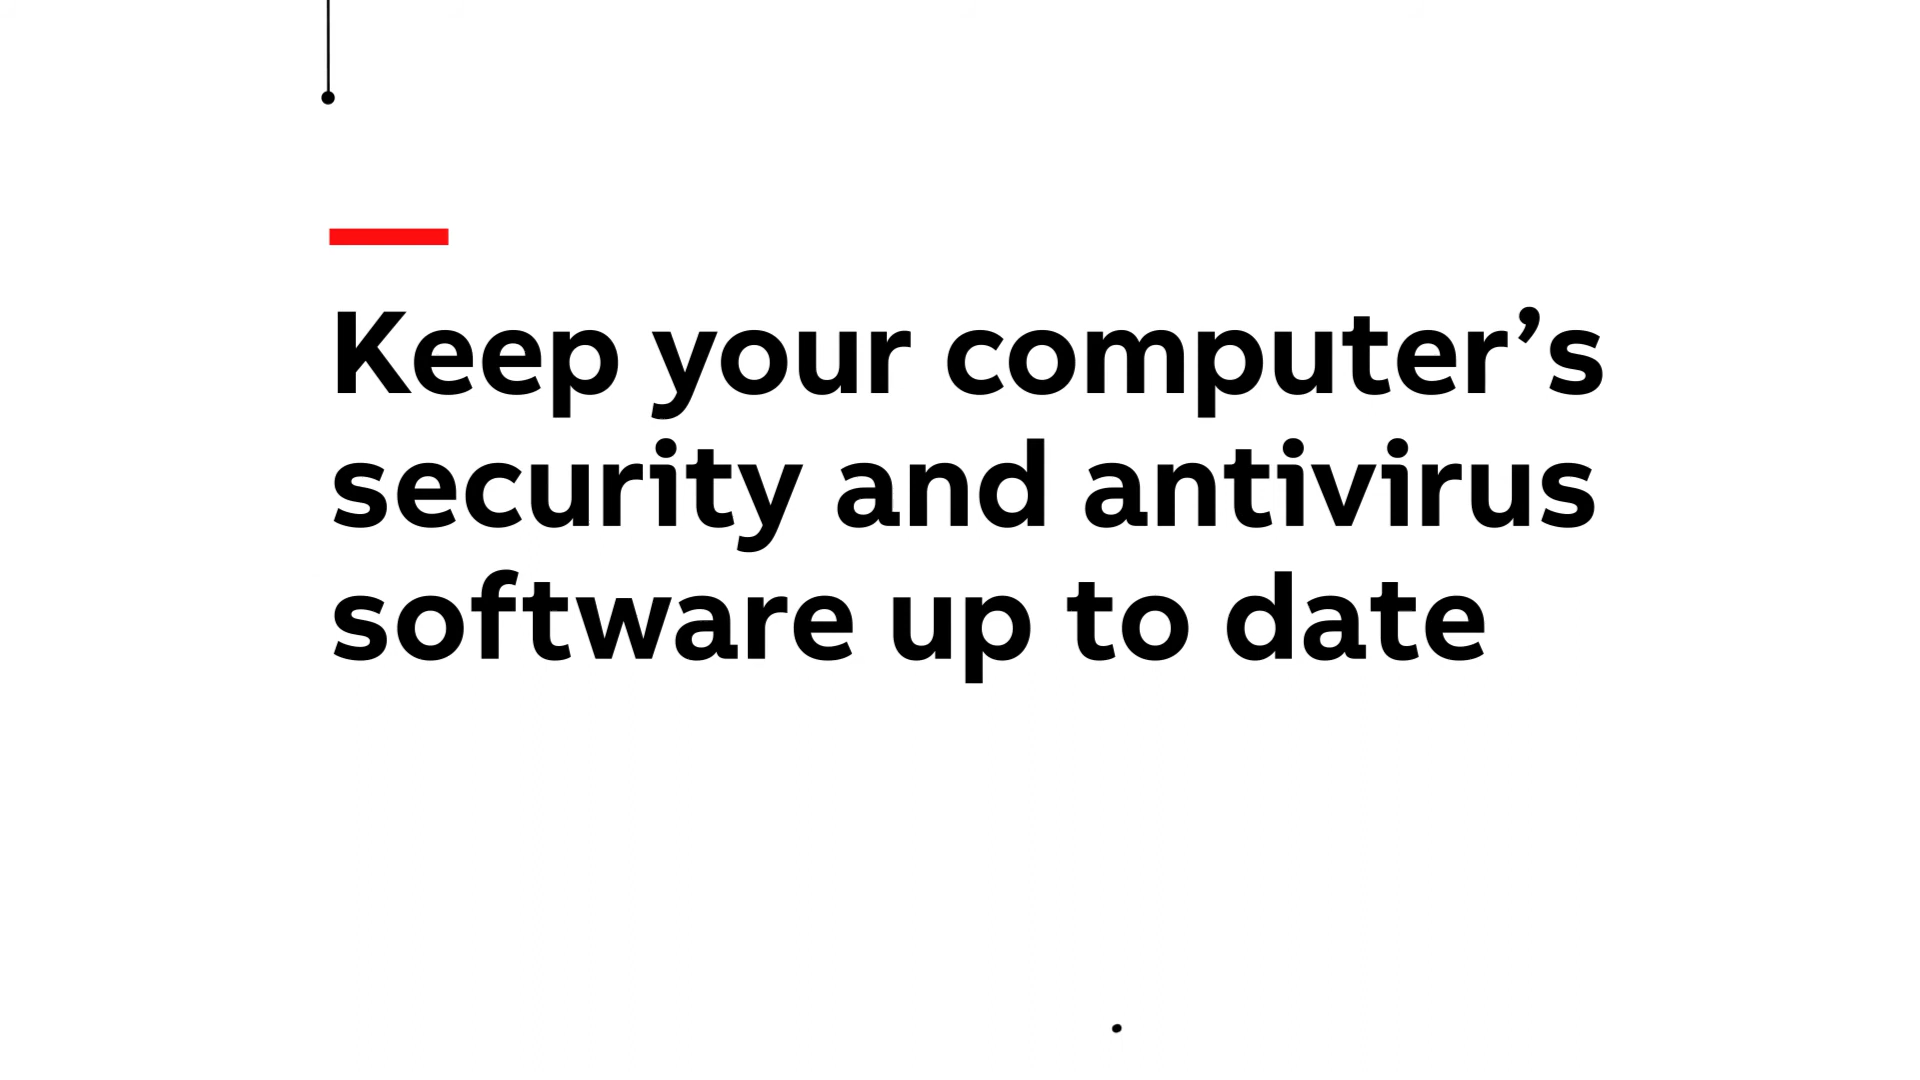 Keep your computer’s
security and antivirus
software up to date